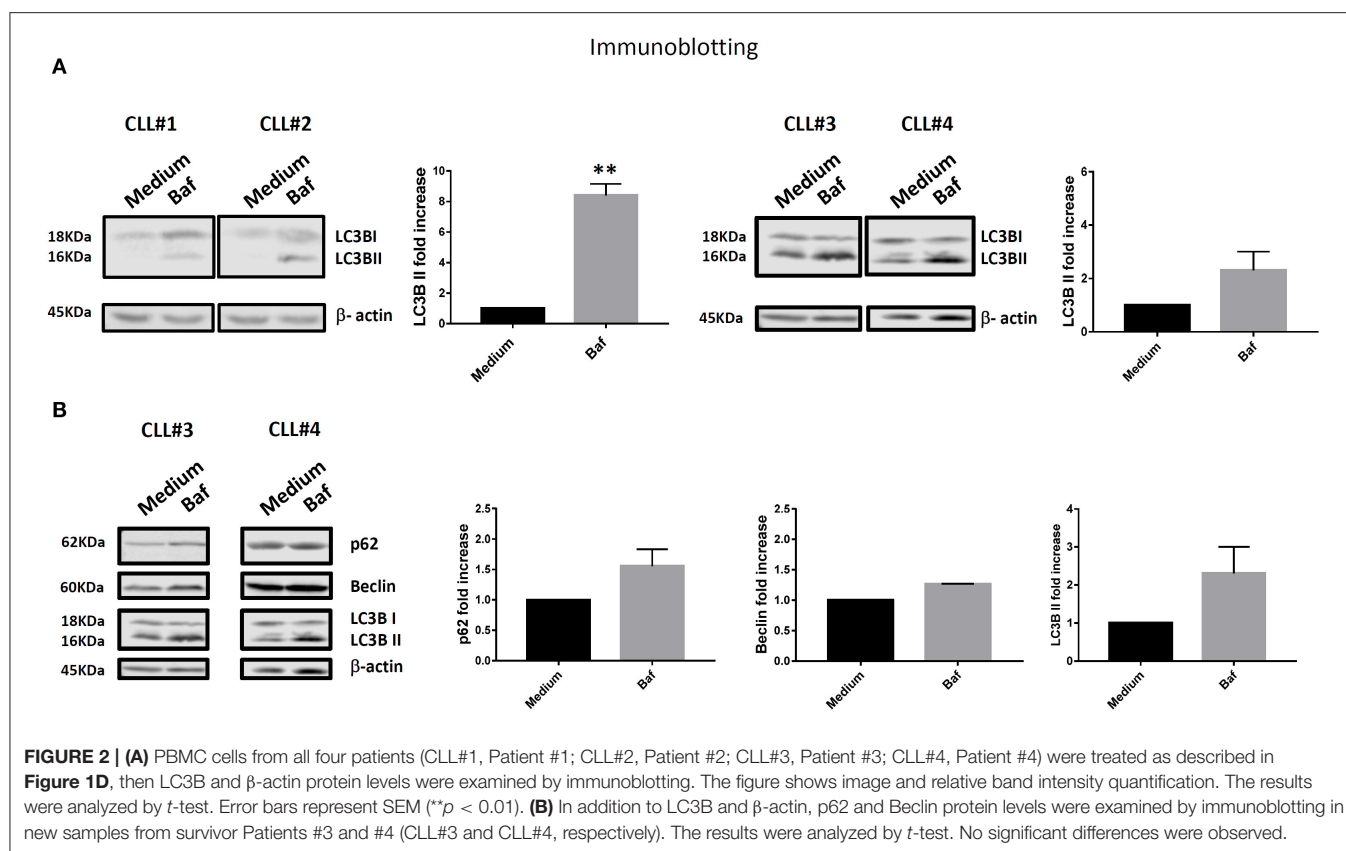 Immunoblotting
A
CLL#1 CLL#2
Medium Baf Medium Baf
18KDa LC3BI
16KDa LC3BII
45KDa β- actin
LC3B II fold increase
10
8
6
4
2
0
**
Medium Baf
CLL#3 CLL#4
Medium Baf Medium Baf
18KDa LC3BI
16KDa LC3BII
45KDa β- actin
LC3B II fold increase
6
4
2
0
Medium Baf
B
CLL#3 CLL#4
Medium Baf Medium Baf
62KDa p62
60KDa Beclin
18KDa LC3B I
16KDa LC3B II
45KDa β-actin
p62 fold increase
2.5
2.0
1.5
1.0
0.5
0.0
Medium Baf
Beclin fold increase
2.5
2.0
1.5
1.0
0.5
0.0
Medium Baf
LC3B II fold increase
4
3
2
1
0
Medium Baf
FIGURE 2 | (A) PBMC cells from all four patients (CLL#1, Patient #1; CLL#2, Patient #2; CLL#3, Patient #3; CLL#4, Patient #4) were treated as described in
Figure 1D, then LC3B and β-actin protein levels were examined by immunoblotting. The figure shows image and relative band intensity quantification. The results
were analyzed by t-test. Error bars represent SEM (**p < 0.01). (B) In addition to LC3B and β-actin, p62 and Beclin protein levels were examined by immunoblotting in
new samples from survivor Patients #3 and #4 (CLL#3 and CLL#4, respectively). The results were analyzed by t-test. No significant differences were observed.